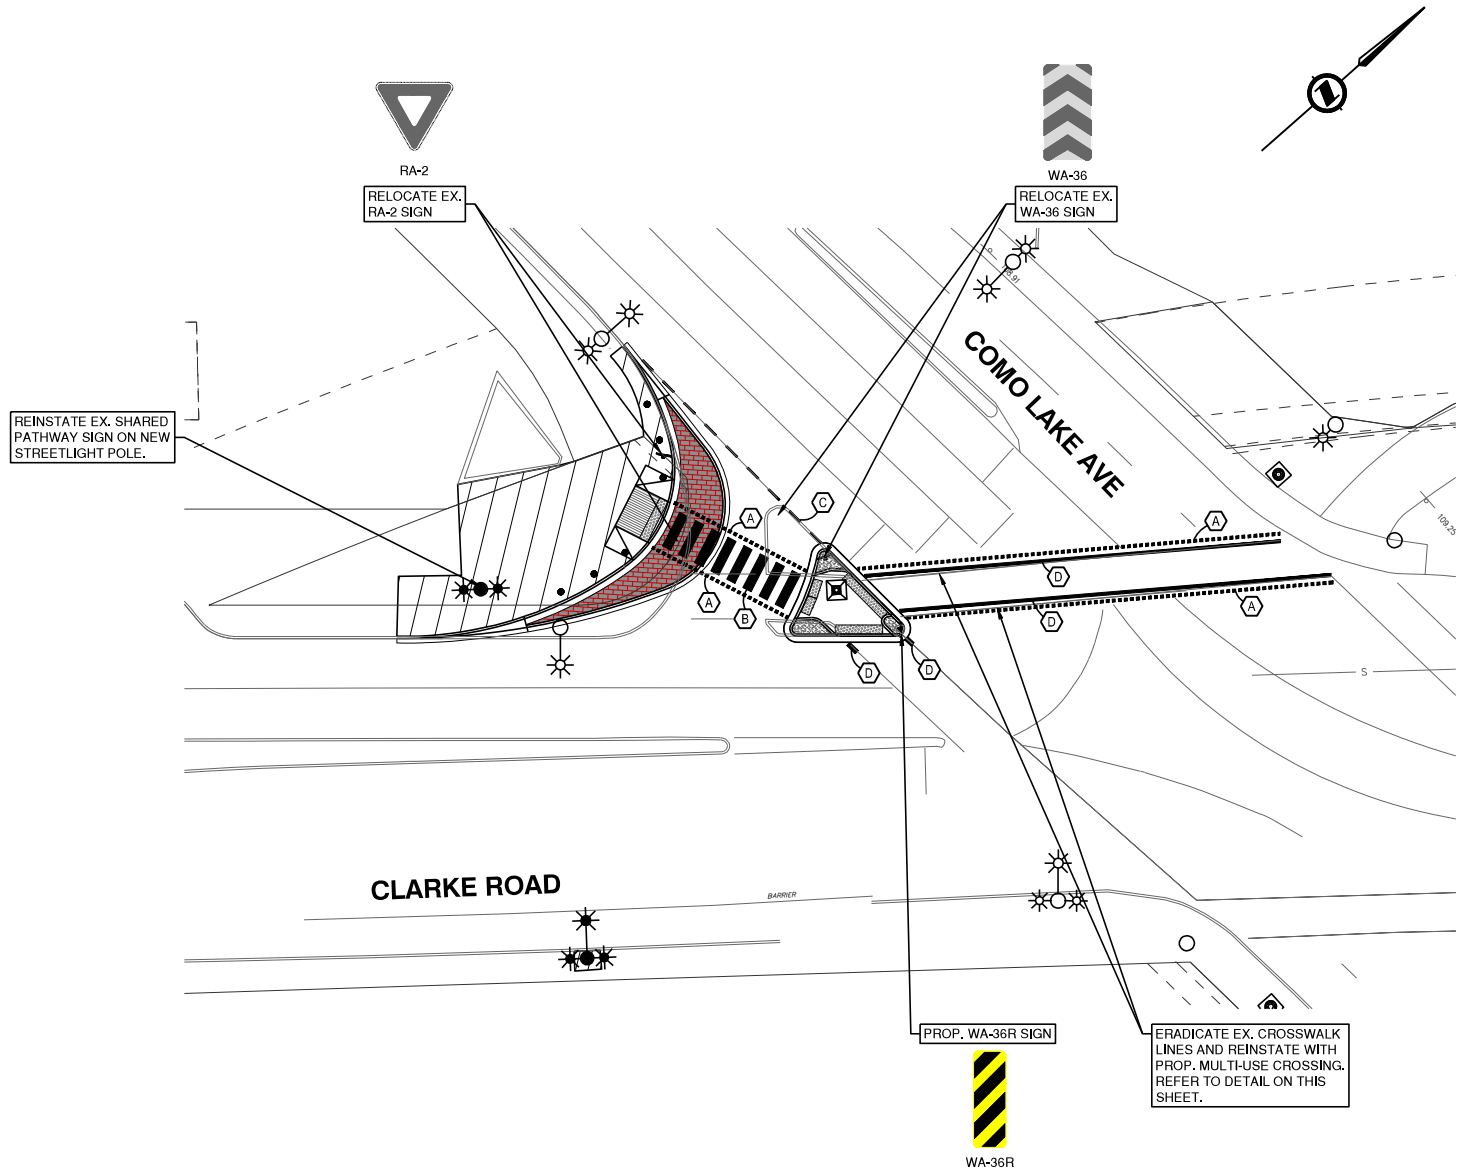 RA-2
RELOCATE EX.
RA-2 SIGN
WA-36
RELOCATE EX.
WA-36 SIGN
COMO LAKE AVE
REINSTATE EX. SHARED
PATHWAY SIGN ON NEW
STREETLIGHT POLE.
C
A
A
109.25
D
A
A
B
D
D
D
S
CLARKE ROAD
BARRIER
PROP. WA-36R SIGN
WA-36R
ERADICATE EX. CROSSWALK
LINES AND REINSTATE WITH
PROP. MULTI-USE CROSSING.
REFER TO DETAIL ON THIS
SHEET.